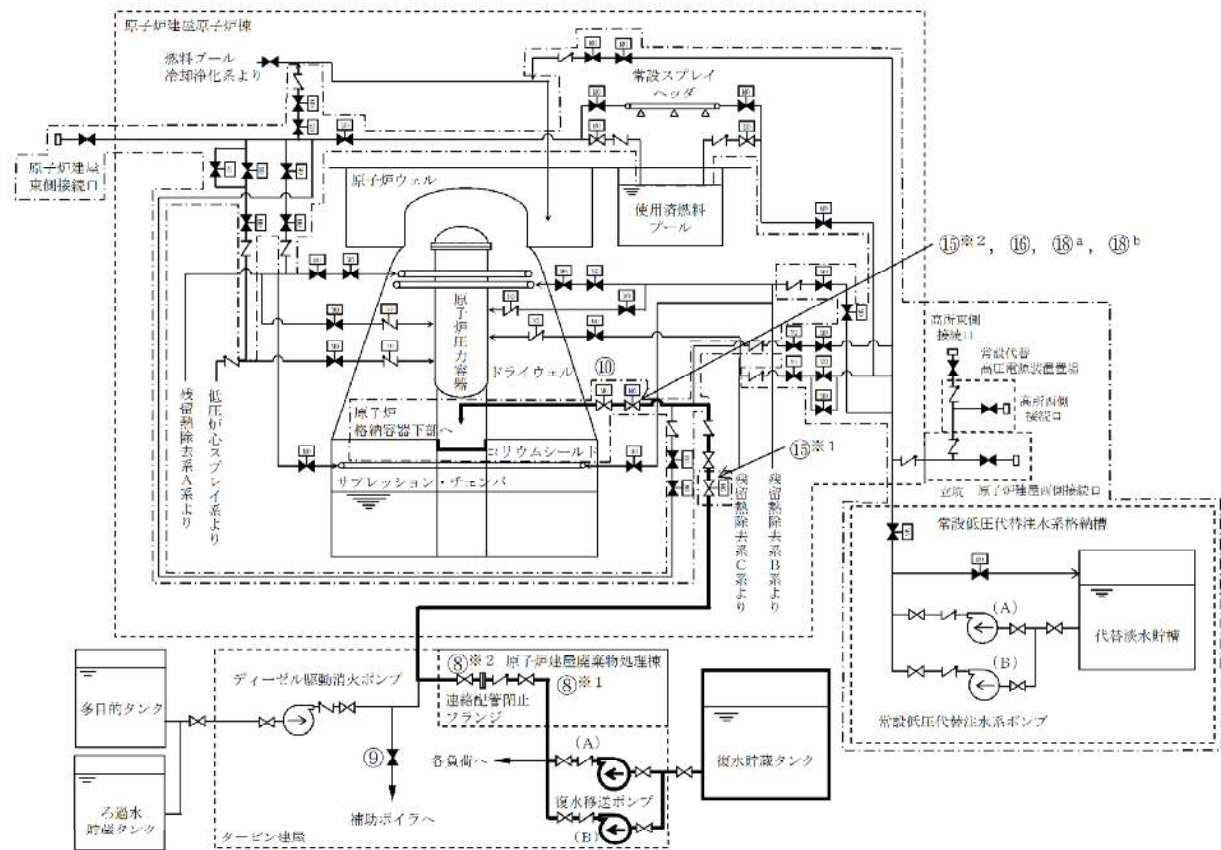 原子炉建屋原子炉棟
燃料プール
冷却浄化系より
常設スプレイ
ヘッダ
原子炉建屋
東側接続口
原子炉ウェル
使用済燃料
プール
⑮※2, ⑯, ⑱a, ⑱b
高所東側
接続口
常設代替
高圧電源装置置場
原子炉圧力容器
ドライウェル
⑩
高所西側
接続口
原子炉
格納容器下部へ
コリウムシールド
サプレッション・チェンバ
⑮※1
残留熱除去系A系より
低圧炉心スプレイ系より
残留熱除去系C系より
残留熱除去系B系より
立坑
原子炉建屋西側接続口
常設低圧代替注水系格納槽
(A)
代替淡水貯槽
(B)
常設低圧代替注水系ポンプ
⑧※2
原子炉建屋廃棄物処理棟
⑧※1
ディーゼル駆動消火ポンプ
連絡配管閉止
フランジ
多目的タンク
⑨
各負荷へ
(A)
復水貯蔵タンク
ろ過水
貯蔵タンク
補助ボイラへ
復水移送ポンプ
(B)
タービン建屋